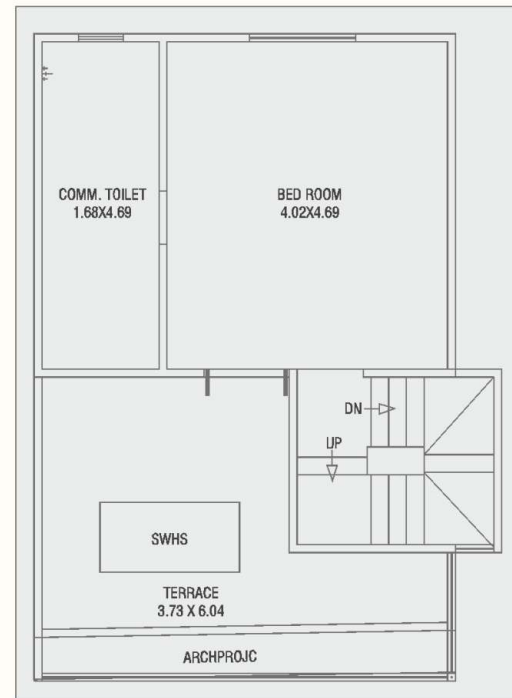 COMM. TOILET
1.68X4.69
BED ROOM
4.02X4.69
DN
UP
SWHS
TERRACE
3.73 X 6.04
ARCHPROJC